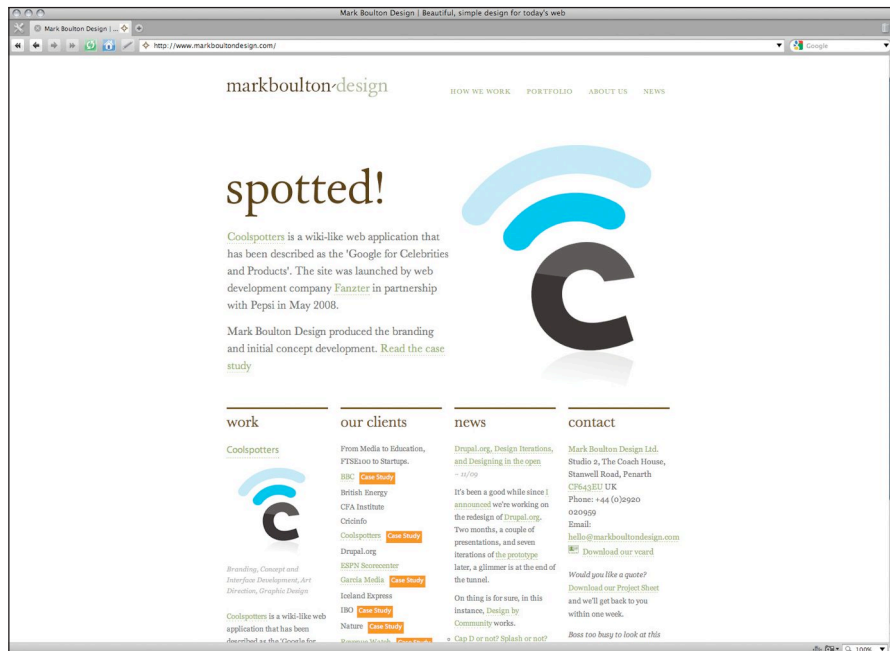 Mark Boulton Design | Beautiful, simple design for today's web
Mark Boulton Design | ...
http://www.markboultondesign.com/
Google
markboulton-design
HOW WE WORK PORTFOLIO ABOUT US NEWS
spotted!
Coolspotters is a wiki-like web application that
has been described as the 'Google for Celebrities
and Products'. The site was launched by web
development company Fanzter in partnership
with Pepsi in May 2008.
Mark Boulton Design produced the branding
and initial concept development. Read the case
study
c
work
Coolspotters
c
Branding, Concept and
Interface Development, Art
Direction, Graphic Design
Coolspotters is a wiki-like web
application that has been
described as the 'Google for
our clients
From Media to Education,
FTSE100 to Startups.
BBC Case Study
British Energy
CFA Institute
Cricinfo
Coolspotters Case Study
Drupal.org
ESPN Scorecenter
Garcia Media Case Study
Iceland Express
IBO Case Study
Nature Case Study
Revenue Watch Case Study
news
Drupal.org, Design Iterations,
and Designing in the open
~ 11/09
It's been a good while since I
announced we're working on
the redesign of Drupal.org.
Two months, a couple of
presentations, and seven
iterations of the prototype
later, a glimmer is at the end of
the tunnel.
On thing is for sure, in this
instance, Design by
Community works.
Cap D or not? Splash or not?
contact
Mark Boulton Design Ltd.
Studio 2, The Coach House,
Stanwell Road, Penarth
CF643EU UK
Phone: +44 (0)2920
020959
Email:
hello@markboultondesign.com
Download our vcard
Would you like a quote?
Download our Project Sheet
and we'll get back to you
within one week.
Boss too busy to look at this
100%